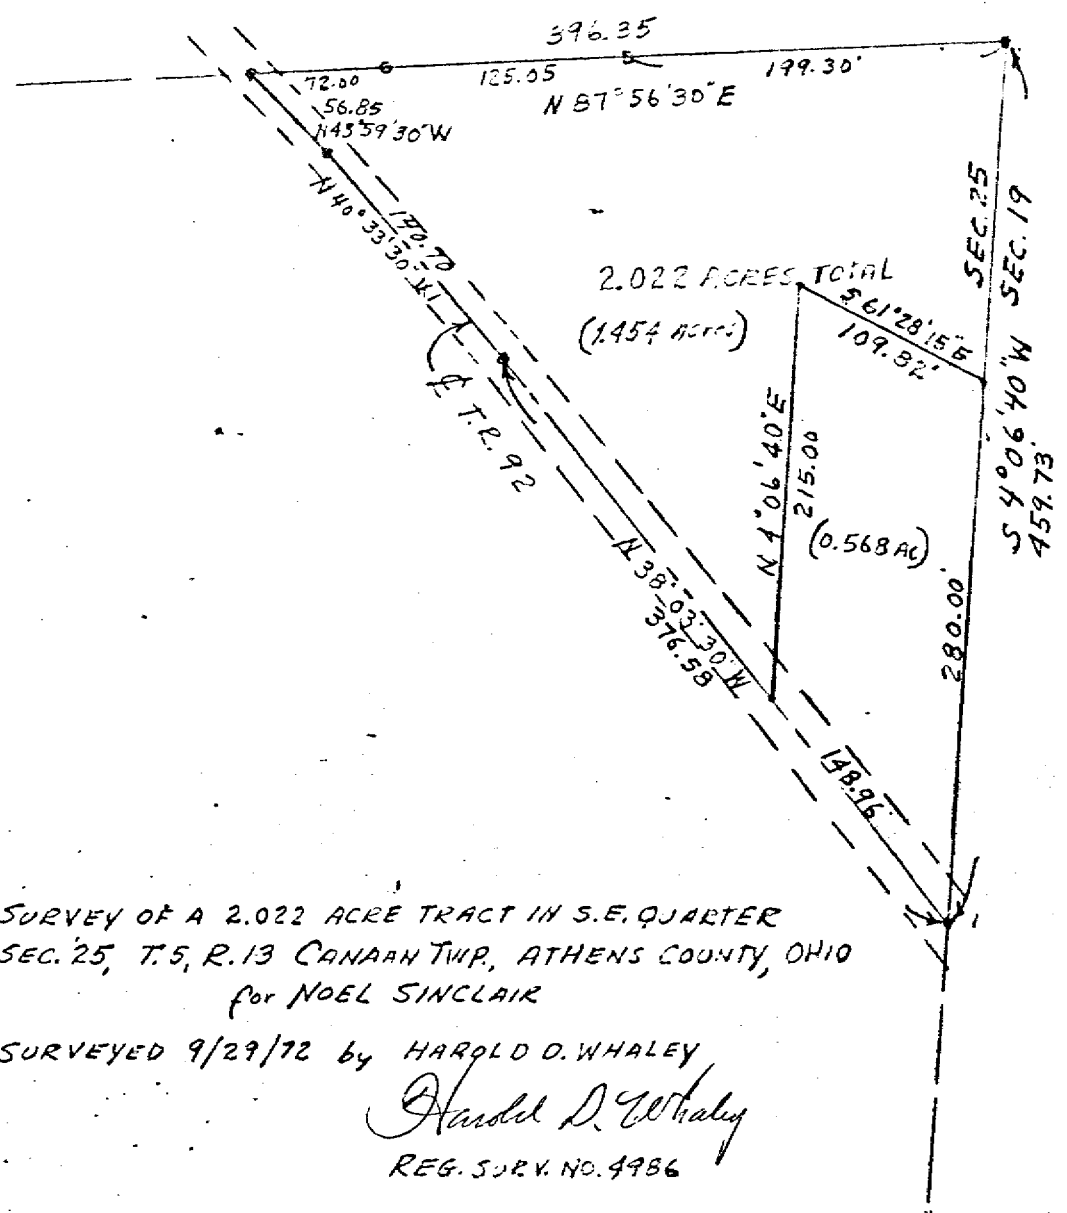 396.35
72.00
125.05
199.30'
N 87°56'30"E
56.85
N43°59'30"W
N 40°33'30"W
140.70
SEC. 25
SEC. 19
2.022 ACRES TOTAL
(1.454 Acres)
S 61°28'15"E
109.82'
S 4°06'40"W
459.73'
₵ T.R. 92
N 4°06'40"E
215.00
(0.568 Ac)
N 38°03'30"W
376.58
280.00'
148.96
SURVEY OF A 2.022 ACRE TRACT IN S.E. QUARTER
SEC. 25, T.5, R.13 CANAAN TWP., ATHENS COUNTY, OHIO
for NOEL SINCLAIR
SURVEYED 9/29/72 by HAROLD D. WHALEY
Harold D. Whaley
REG. SURV. NO. 4986